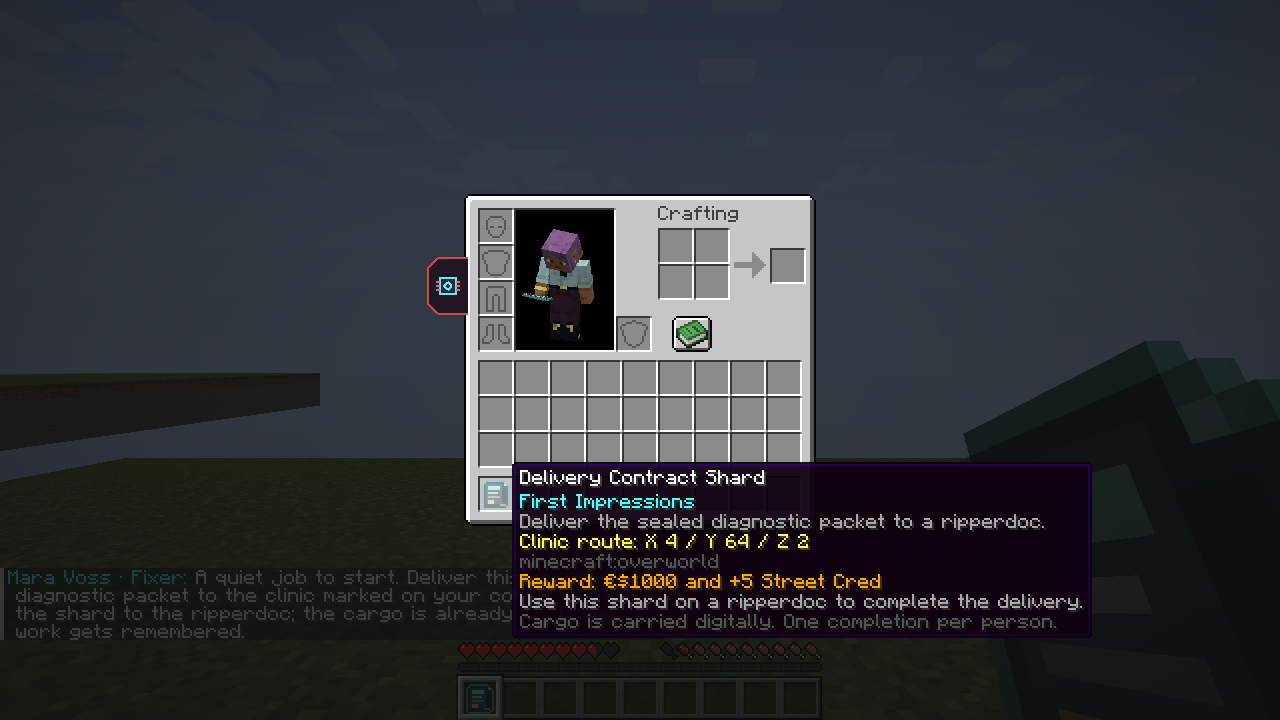 Crafting
Delivery Contract Shard
First Impressions
Deliver the sealed diagnostic packet to a ripperdoc.
Clinic route: X 4 / Y 64 / Z 2
minecraft:overworld
Reward: €$1000 and +5 Street Cred
Use this shard on a ripperdoc to complete the delivery.
Cargo is carried digitally. One completion per person.
Mara Voss · Fixer: A quiet job to start. Deliver
diagnostic packet to the clinic marked on your
the shard to the ripperdoc; the cargo is already
work gets remembered.